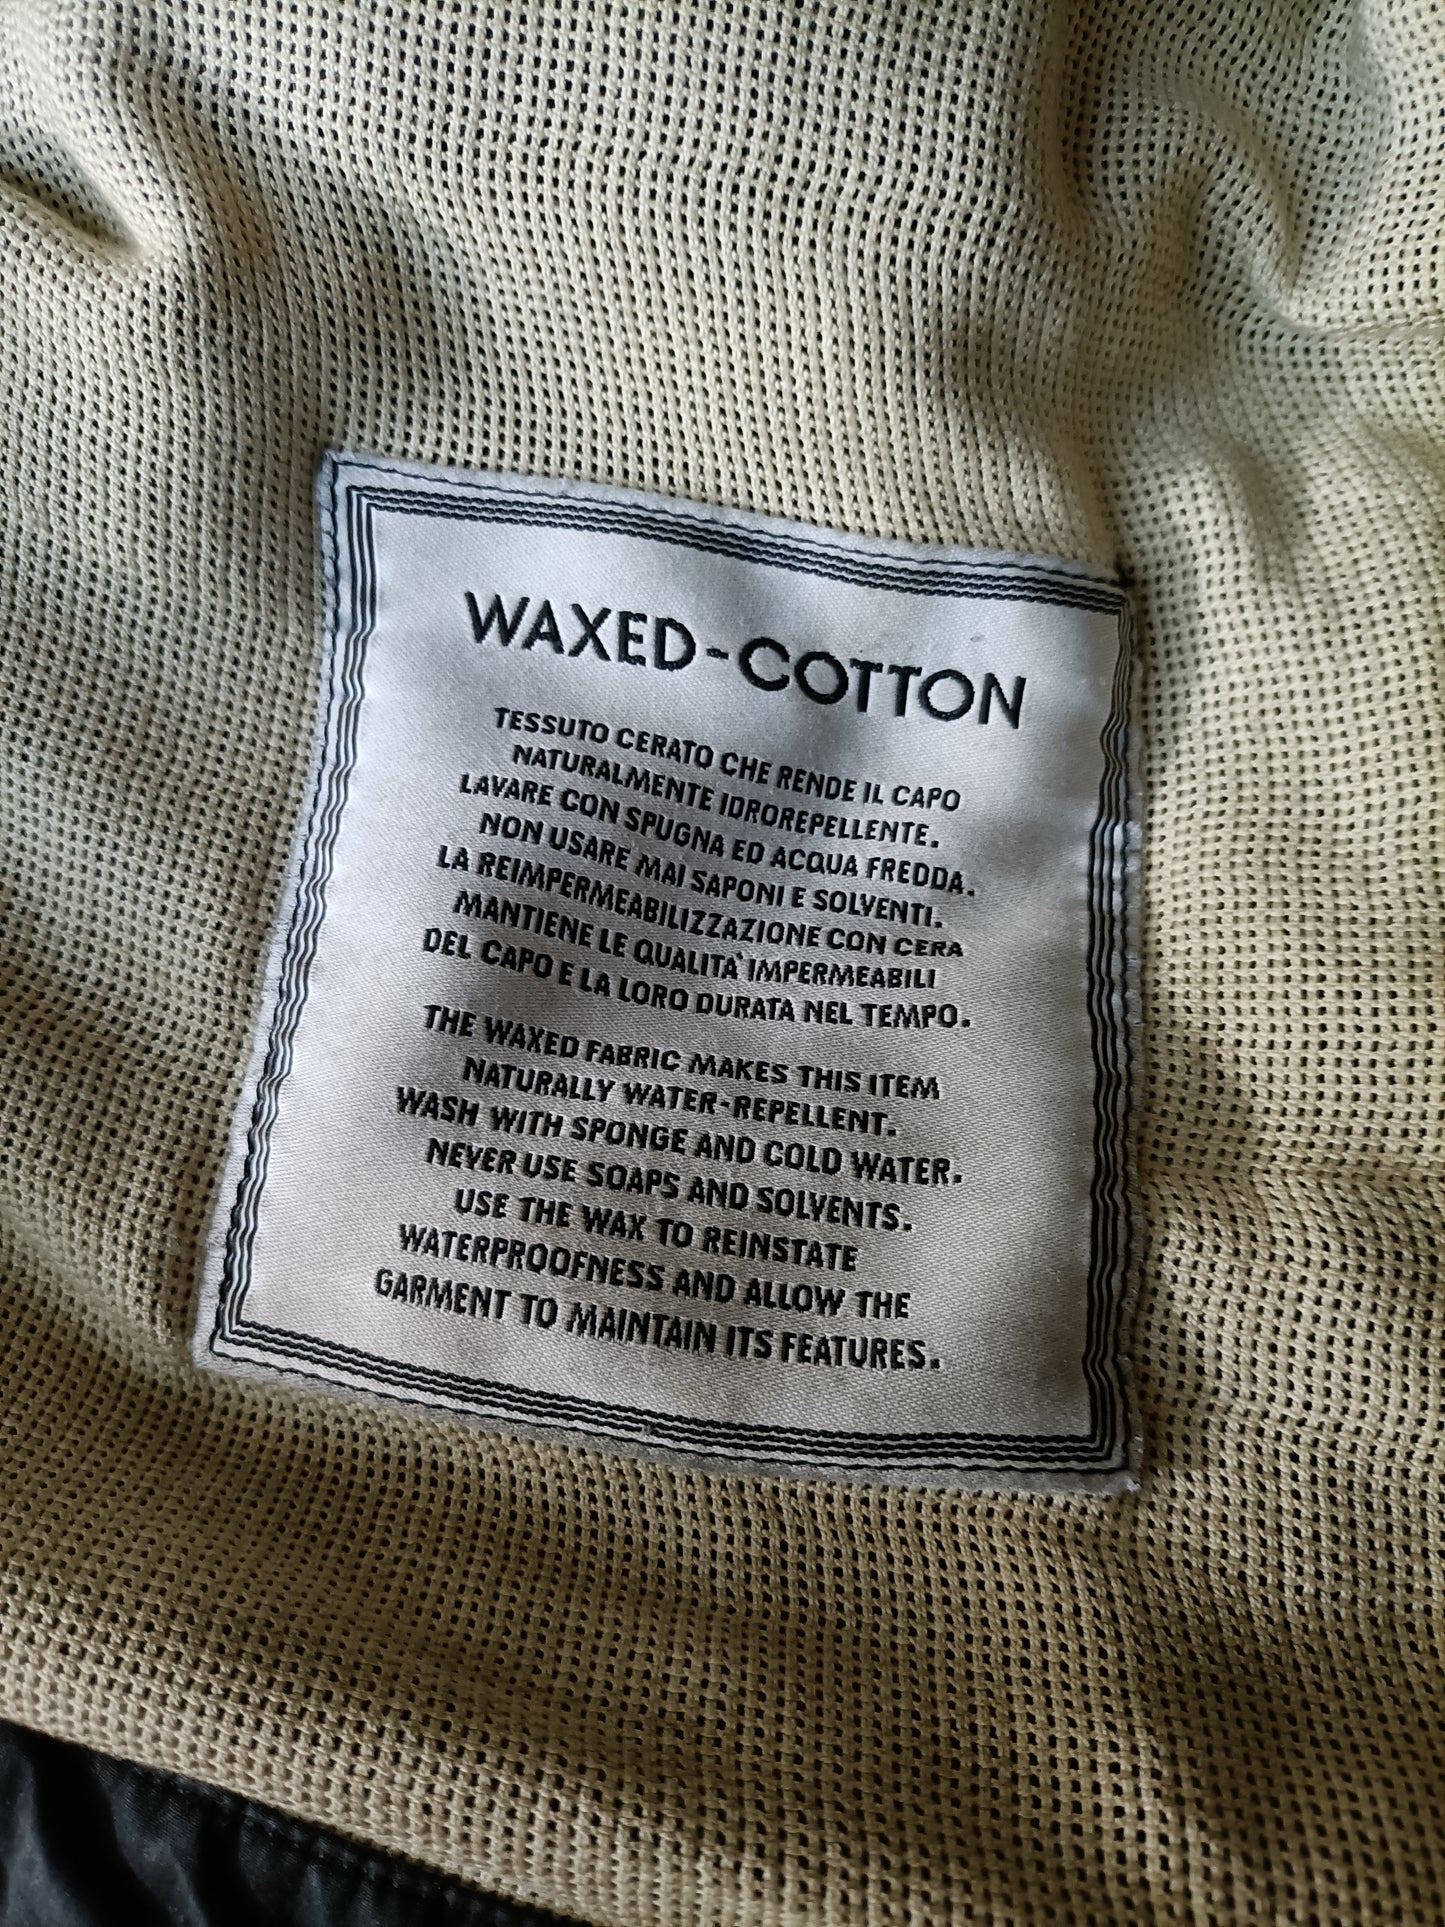 WAXED-COTTON
TESSUTO CERATO CHE RENDE IL CAPO
NATURALMENTE IDROREPELLENTE.
LAVARE CON SPUGNA ED ACQUA FREDDA.
NON USARE MAI SAPONI E SOLVENTI.
LA REIMPERMEABILIZZAZIONE CON CERA
MANTIENE LE QUALITA' IMPERMEABILI
DEL CAPO E LA LORO DURATA NEL TEMPO.
THE WAXED FABRIC MAKES THIS ITEM
NATURALLY WATER-REPELLENT.
WASH WITH SPONGE AND COLD WATER.
NEVER USE SOAPS AND SOLVENTS.
USE THE WAX TO REINSTATE
WATERPROOFNESS AND ALLOW THE
GARMENT TO MAINTAIN ITS FEATURES.